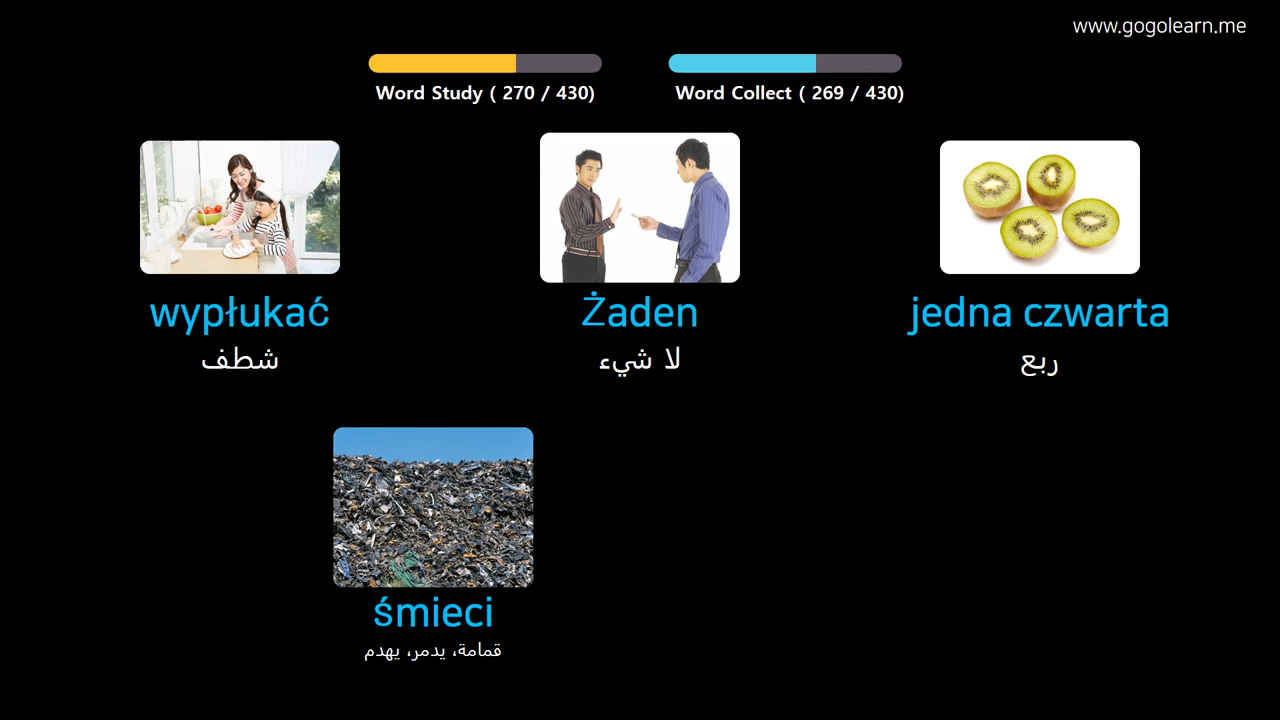 www.gogolearn.me
Word Study ( 270 / 430)
Word Collect ( 269 / 430)
wypłukać
شطف
Żaden
لا شيء
jedna czwarta
ربع
śmieci
قمامة، يدمر، يهدم